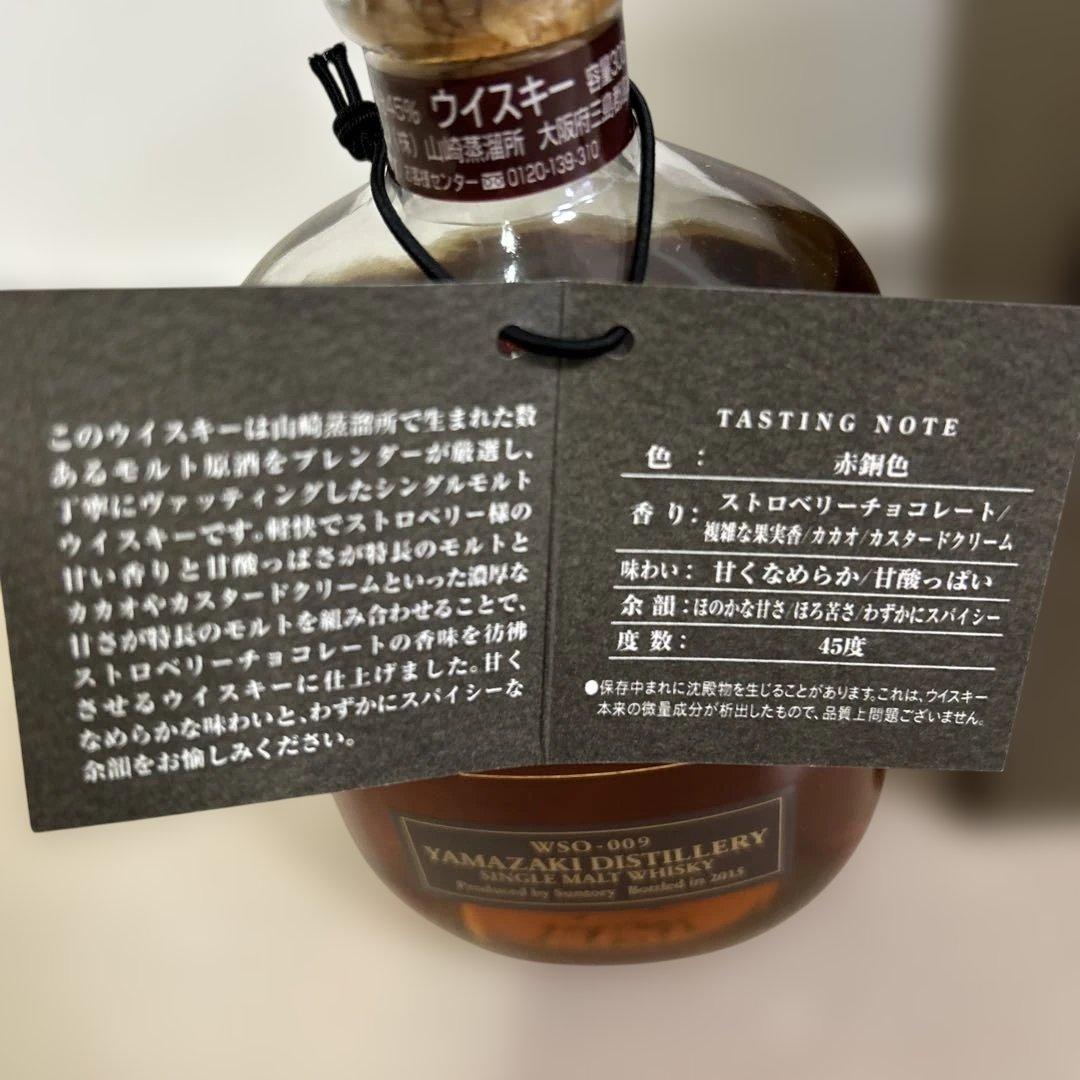 45% ウイスキー 容量300
(株)山崎蒸溜所 大阪府三島郡
お客様センター 0120-139-310
このウイスキーは山崎蒸溜所で生まれた数
あるモルト原酒をブレンダーが厳選し、
丁寧にヴァッティングしたシングルモルト
ウイスキーです。軽快でストロベリー様の
甘い香りと甘酸っぱさが特長のモルトと
カカオやカスタードクリームといった濃厚な
甘さが特長のモルトを組み合わせることで、
ストロベリーチョコレートの香味を彷彿
させるウイスキーに仕上げました。甘く
なめらかな味わいと、わずかにスパイシーな
余韻をお愉しみください。
TASTING NOTE
色 : 赤銅色
香り: ストロベリーチョコレート/
複雑な果実香/カカオ/カスタードクリーム
味わい: 甘くなめらか/甘酸っぱい
余韻:ほのかな甘さ/ほろ苦さ/わずかにスパイシー
度数: 45度
●保存中まれに沈殿物を生じることがあります。これは、ウイスキー
本来の微量成分が析出したもので、品質上問題ございません。
WSO-009
YAMAZAKI DISTILLERY
SINGLE MALT WHISKY
Produced by Suntory Bottled in 2015